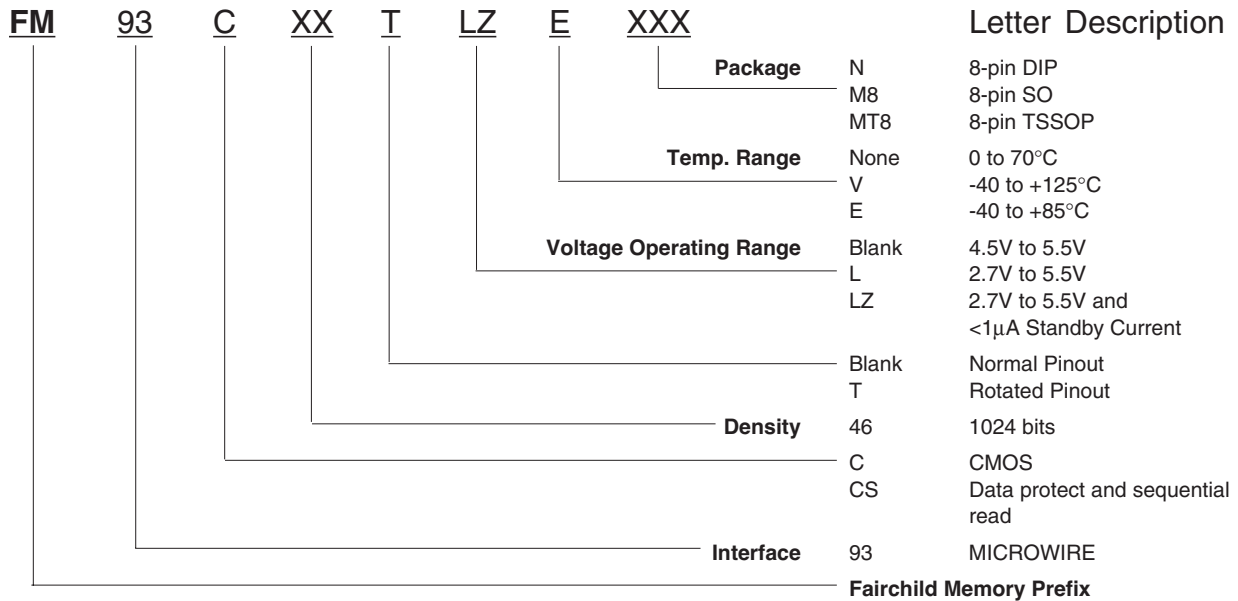 FM 93 C XX T LZ E XXX Letter Description
Package N 8-pin DIP
M8 8-pin SO
MT8 8-pin TSSOP
Temp. Range None 0 to 70°C
V -40 to +125°C
E -40 to +85°C
Voltage Operating Range Blank 4.5V to 5.5V
L 2.7V to 5.5V
LZ 2.7V to 5.5V and
<1μA Standby Current
Blank Normal Pinout
T Rotated Pinout
Density 46 1024 bits
C CMOS
CS Data protect and sequential
read
Interface 93 MICROWIRE
Fairchild Memory Prefix